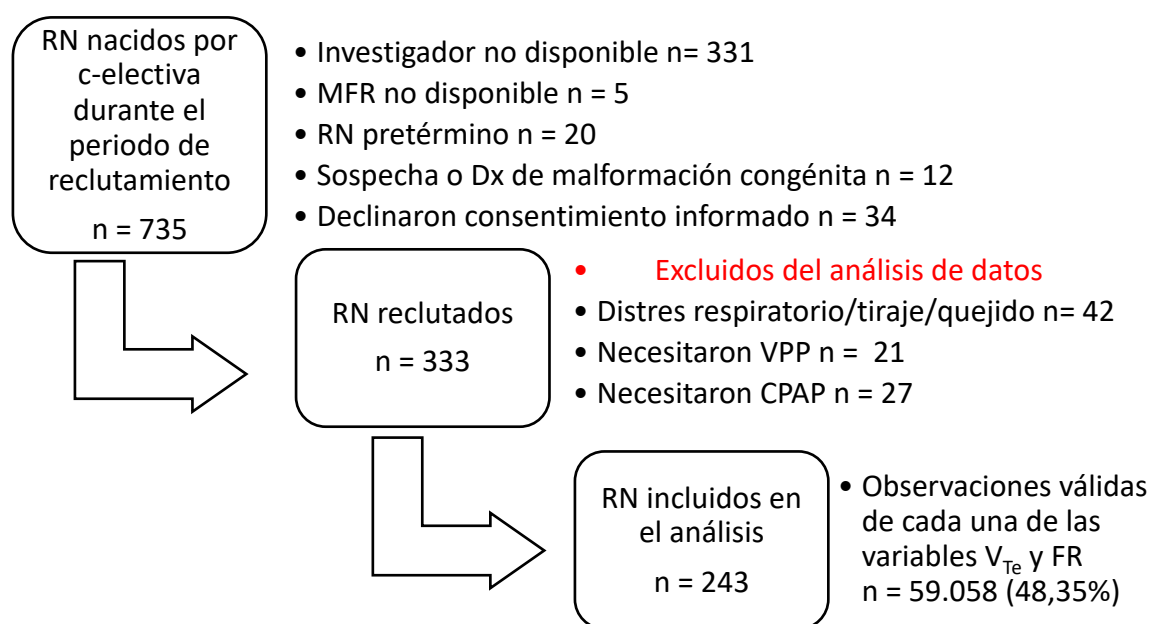 RN nacidos por
c-electiva
durante el
periodo de
reclutamiento
n = 735
• Investigador no disponible n= 331
• MFR no disponible n = 5
• RN pretérmino n = 20
• Sospecha o Dx de malformación congénita n = 12
• Declinaron consentimiento informado n = 34
RN reclutados
n = 333
• Excluidos del análisis de datos
• Distres respiratorio/tiraje/quejido n= 42
• Necesitaron VPP n = 21
• Necesitaron CPAP n = 27
RN incluidos en
el análisis
n = 243
• Observaciones válidas
de cada una de las
variables VTe y FR
n = 59.058 (48,35%)